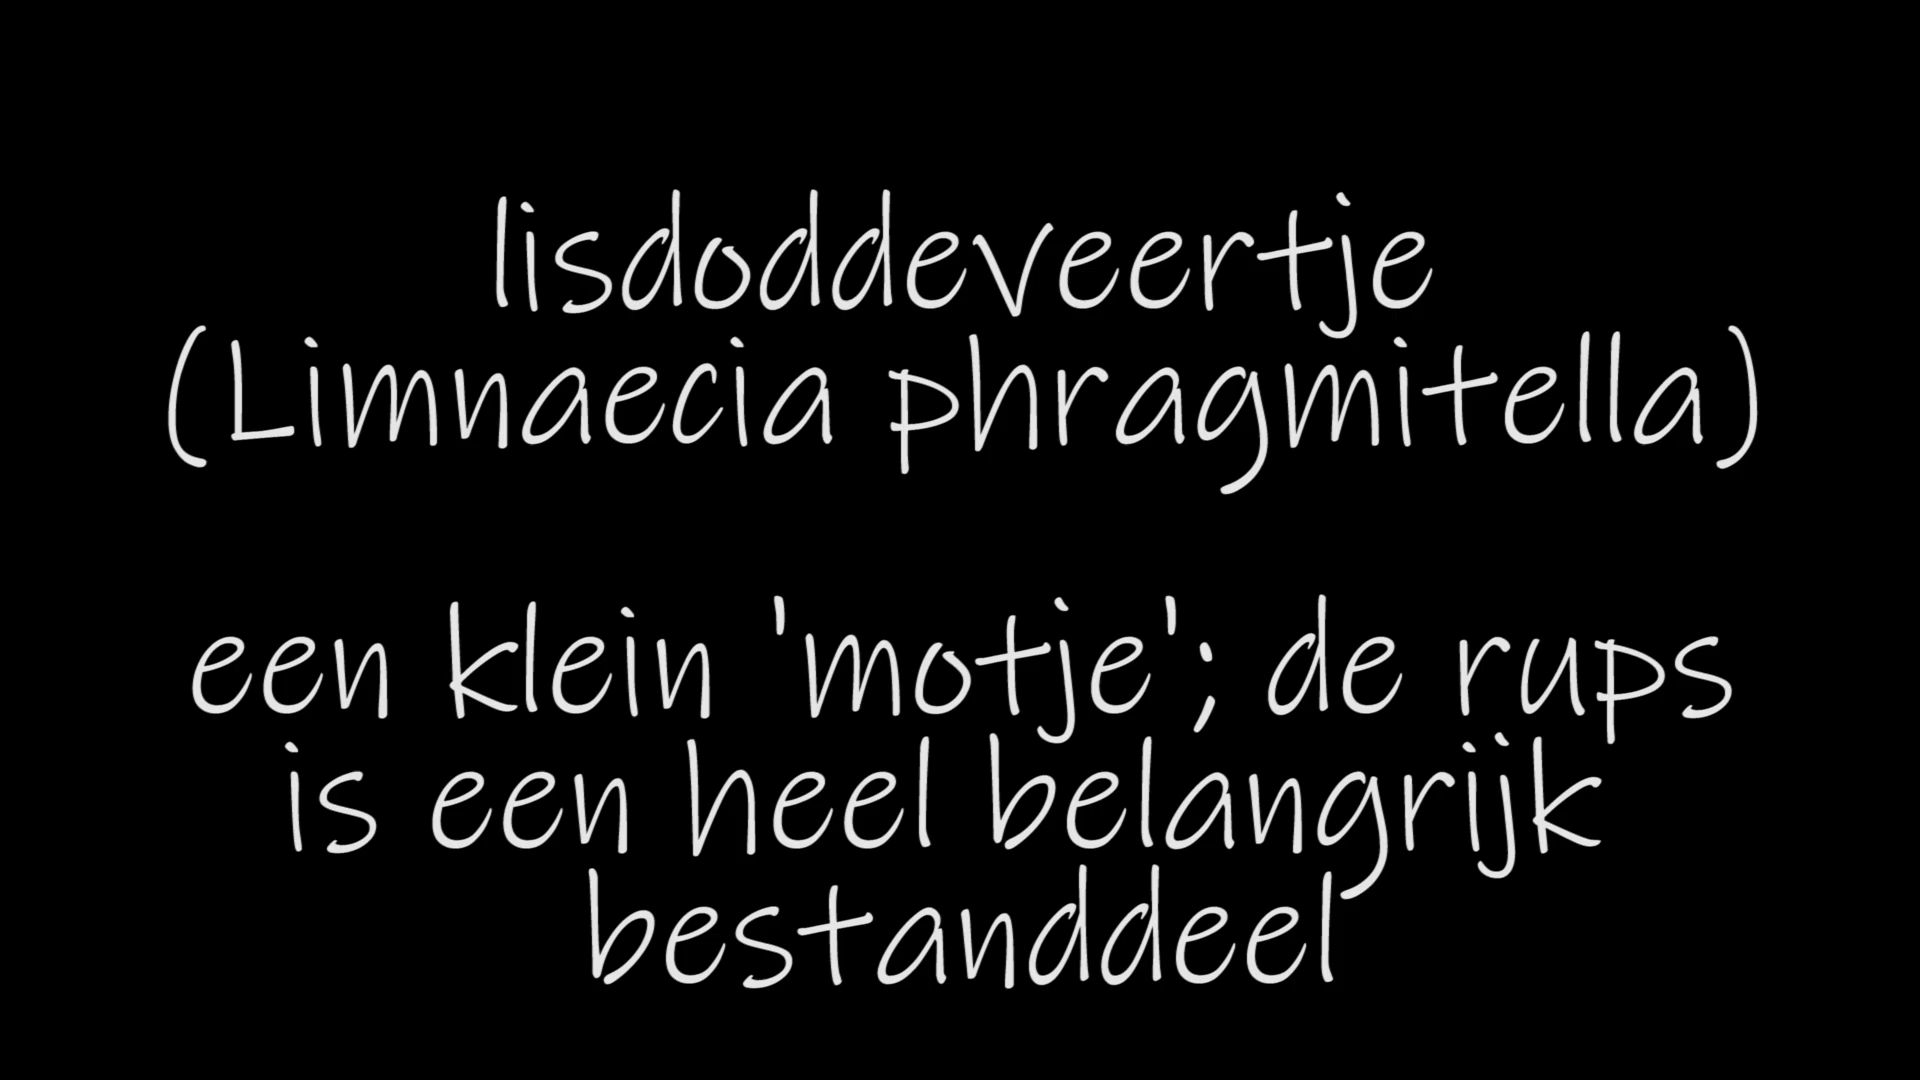 lisdoddeveertje
(Limnaecia phragmitella)
een klein 'motje'; de rups
is een heel belangrijk
bestanddeel